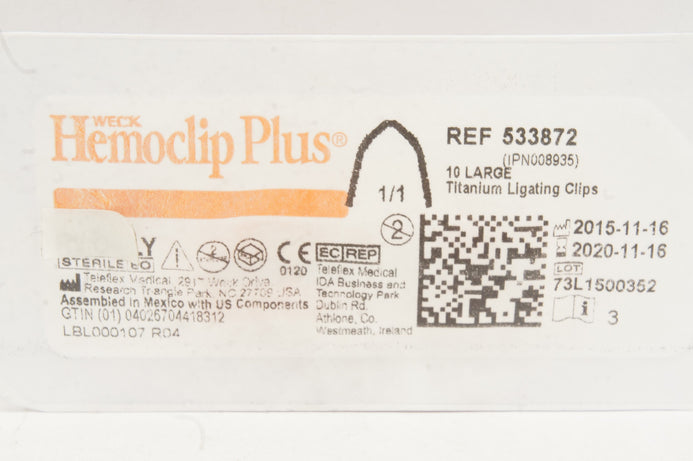 WECK
Hemoclip Plus®
1/1
REF 533872
(IPN008935)
10 LARGE
Titanium Ligating Clips
2
2015-11-16
2020-11-16
LOT
73L1500352
3
Y
STERILE EO
CE
0120
EC REP
Teleflex Medical
IDA Business and
Technology Park
Dublin Rd.
Athlone, Co.
Westmeath, Ireland
Teleflex Medical 2917 Weck Drive
Research Triangle Park, NC 27709 USA
Assembled in Mexico with US Components
GTIN (01) 04026704418312
LBL000107 R04